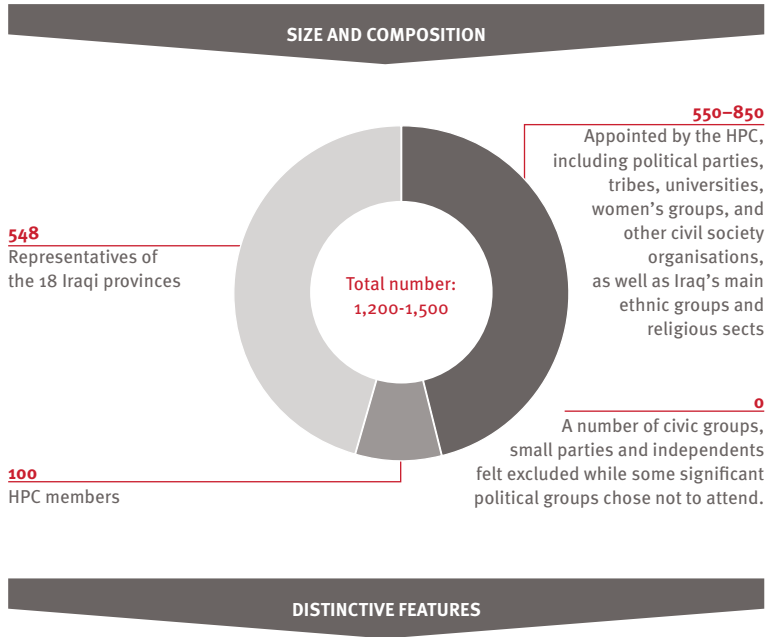 SIZE AND COMPOSITION
550–850
Appointed by the HPC,
including political parties,
tribes, universities,
women's groups, and
other civil society
organisations,
as well as Iraq's main
ethnic groups and
religious sects
548
Representatives of
the 18 Iraqi provinces
Total number:
1,200-1,500
0
A number of civic groups,
small parties and independents
felt excluded while some significant
political groups chose not to attend.
100
HPC members
DISTINCTIVE FEATURES